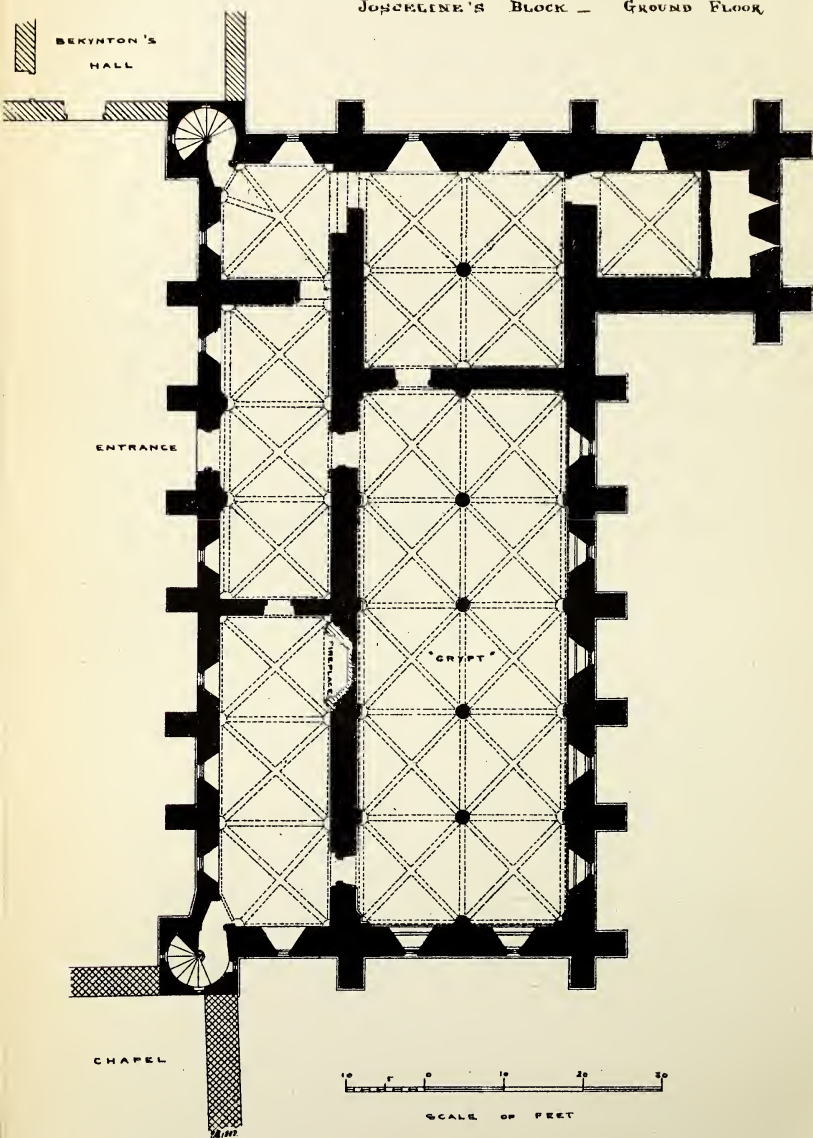 JOSCELINE'S BLOCK — GROUND FLOOR
BEKYNTON'S
HALL
ENTRANCE
FIREPLACE
"CRYPT"
CHAPEL
10 5 0 10 20 30
SCALE OF FEET